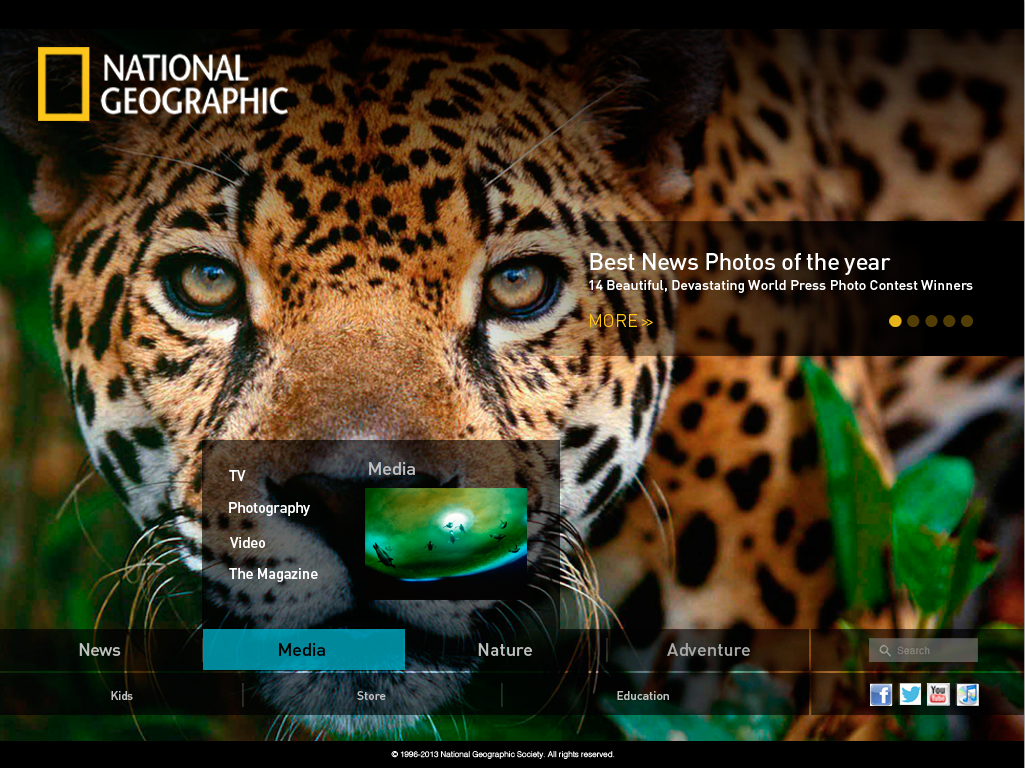 NATIONAL
GEOGRAPHIC
Best News Photos of the year
14 Beautiful, Devastating World Press Photo Contest Winners
MORE >>
TV
Photography
Video
The Magazine
Media
News
Media
Nature
Adventure
Search
Kids
Store
Education
f
You
Tube
© 1996-2013 National Geographic Society. All rights reserved.